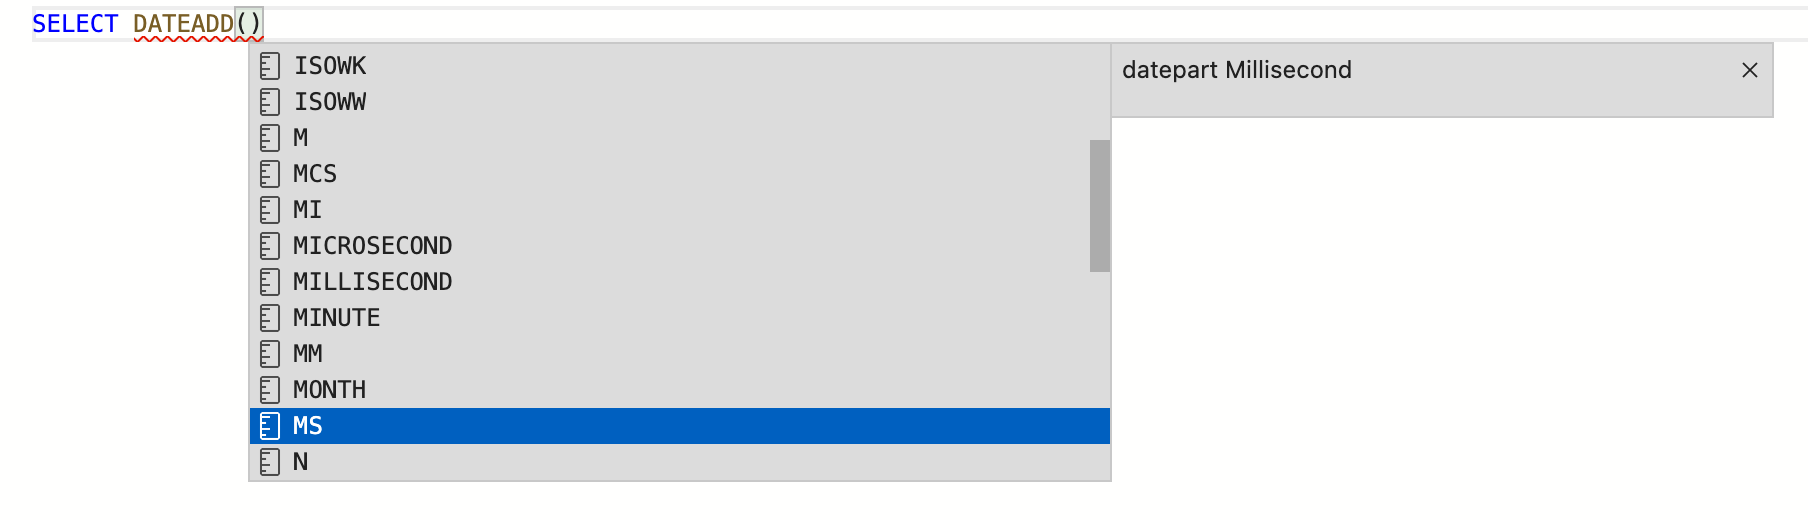 SELECT DATEADD()
ISOWK
datepart Millisecond
ISOWW
M
MCS
MI
MICROSECOND
MILLISECOND
MINUTE
MM
MONTH
MS
N